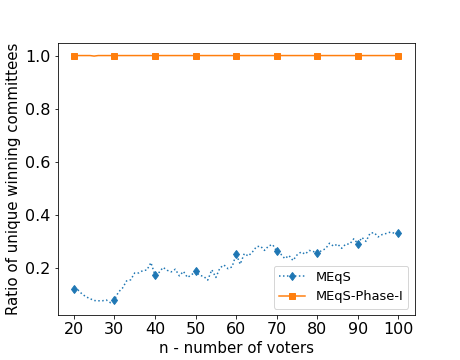 Ratio of unique winning committees
1.0
0.8
0.6
0.4
0.2
20 30 40 50 60 70 80 90 100
n - number of voters
MEqS
MEqS-Phase-I